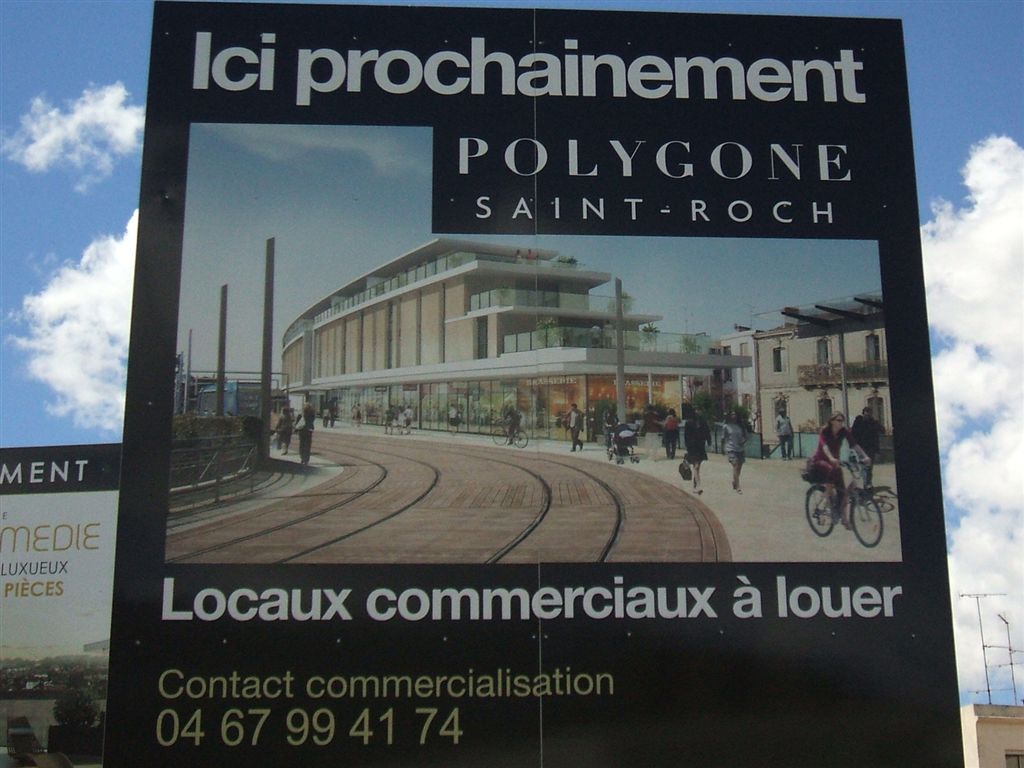 Ici prochainement
POLYGONE
SAINT-ROCH
BRASSERIE
BRASSERIE
Locaux commerciaux à louer
Contact commercialisation
04 67 99 41 74
MENT
E
MEDIE
LUXUEUX
PIÈCES